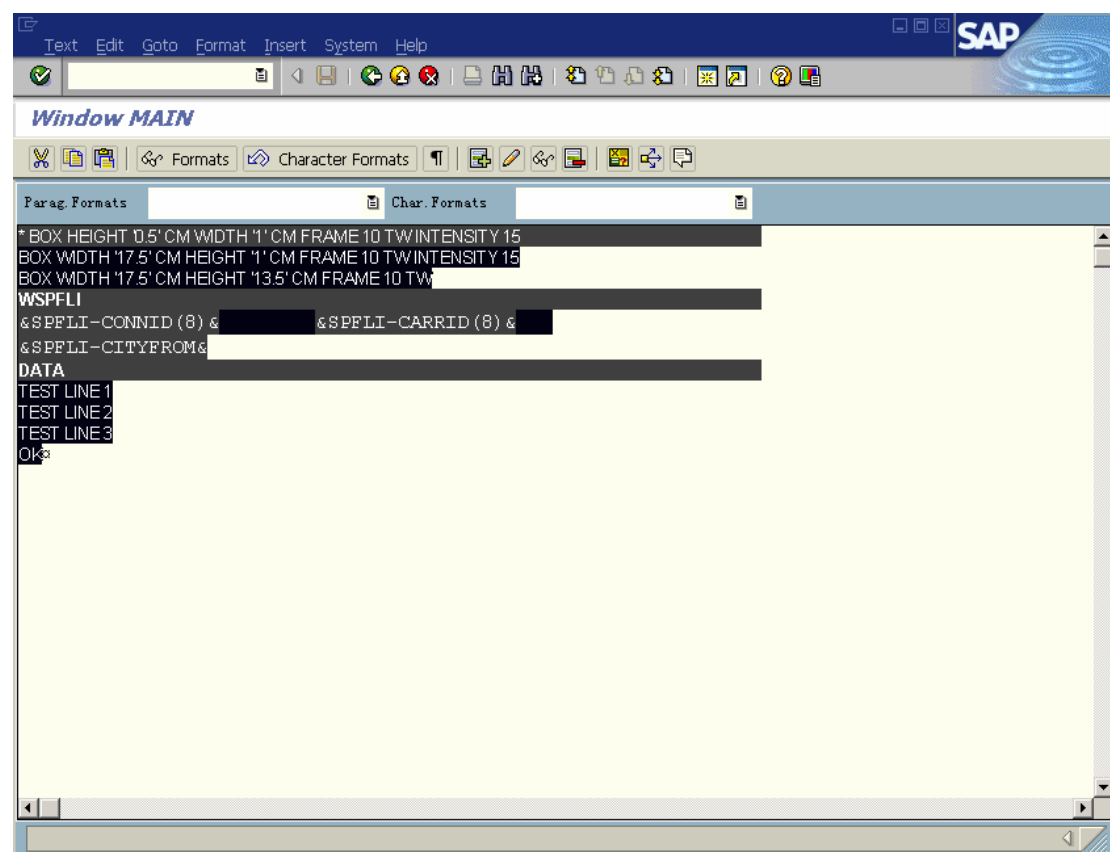 Text Edit Goto Format Insert System Help
SAP
Window MAIN
Formats Character Formats ¶
Parag. Formats Char. Formats
* BOX HEIGHT '0.5' CM WIDTH '1' CM FRAME 10 TW INTENSITY 15
BOX WIDTH '17.5' CM HEIGHT '1' CM FRAME 10 TW INTENSITY 15
BOX WIDTH '17.5' CM HEIGHT '13.5' CM FRAME 10 TW
WSPFLI
&SPFLI-CONNID(8)& &SPFLI-CARRID(8)&
&SPFLI-CITYFROM&
DATA
TEST LINE 1
TEST LINE 2
TEST LINE 3
OK¤